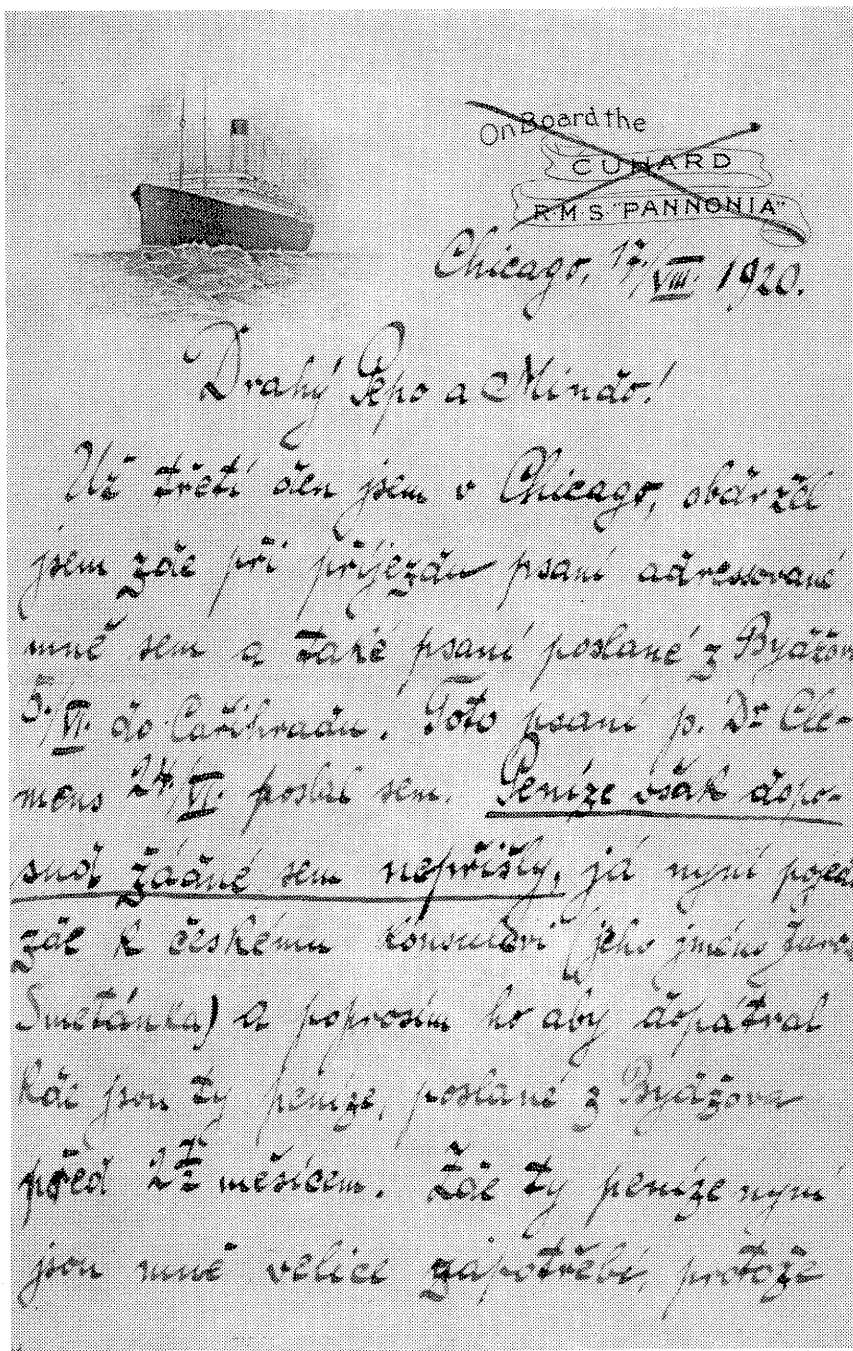 On Board the
CUNARD
R.M.S "PANNONIA"
Chicago, 17./VIII. 1920.
Drahý Pepo a Mindo!
Už třetí den jsem v Chicago, obdržel
jsem zde při příjezdu psaní adressované
mně sem a také psaní poslané z Bydžova
5./VI. do Cařihradu. Toto psaní p. Dr Cle-
mens 24./VI. poslal sem. Peníze však dopo-
sud žádné sem nepřišly, já nyní pojedu
zde k českému konsulovi (jeho jméno
Smetánka) a poprosím ho aby dopátral
kde jsou ty peníze, poslané z Bydžova
před 2½ měsícem. Zde ty peníze nyní
jsou mně velice zapotřebí, protože